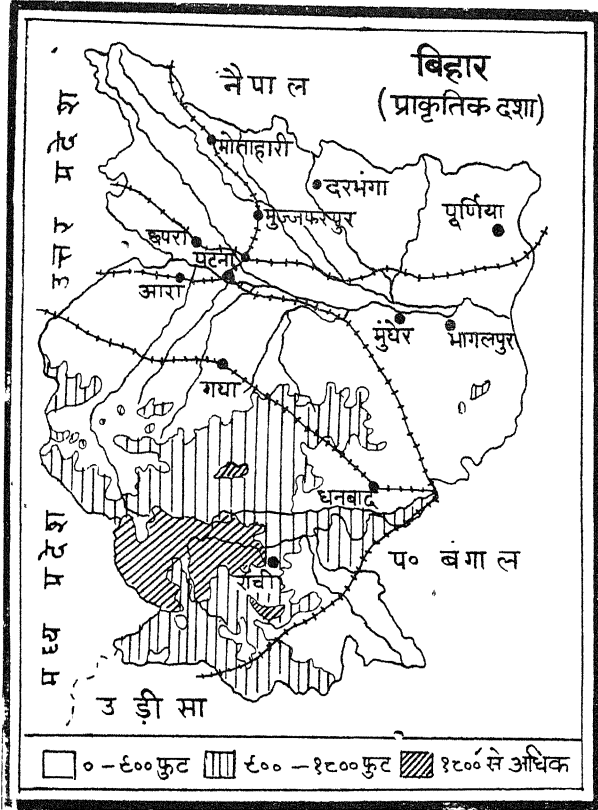 बिहार
(प्राकृतिक दशा)
नैपाल
उत्तर प्रदेश
मोताहारी
दरभंगा
पूर्णिया
मुज्जफरपुर
छपरा
पटना
आरा
मुंघेर
भागलपुर
गया
धनबाद
राँची
प० बंगाल
मध्य प्रदेश
उड़ीसा
० - ६०० फुट ६०० - १८०० फुट १८०० से अधिक